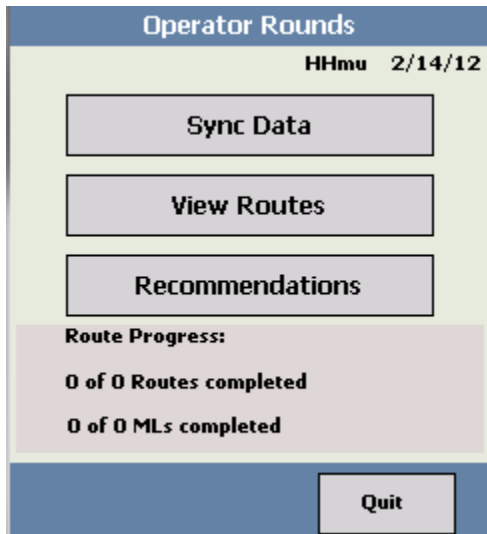 Operator Rounds
HHmu 2/14/12
Sync Data
View Routes
Recommendations
Route Progress:
0 of 0 Routes completed
0 of 0 MLs completed
Quit